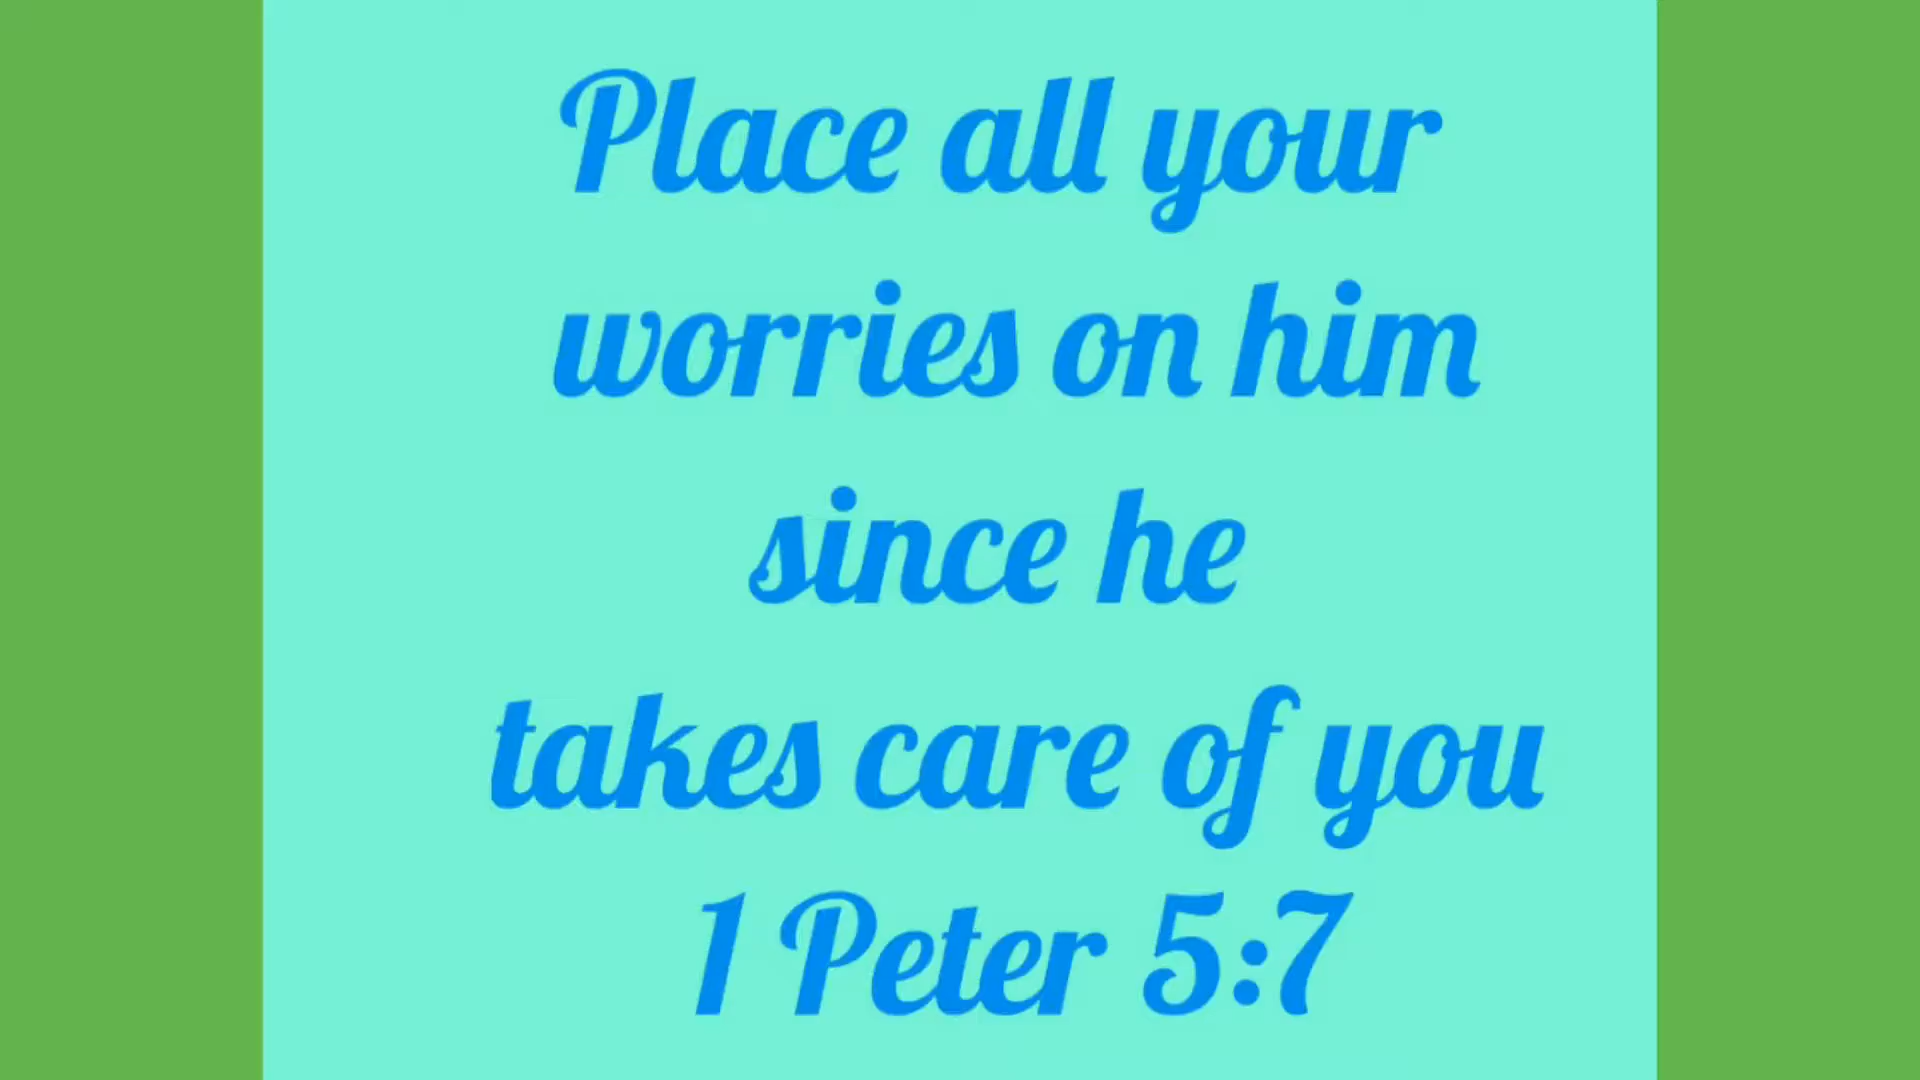 Place all your
worries on him
since he
takes care of you
1 Peter 5:7